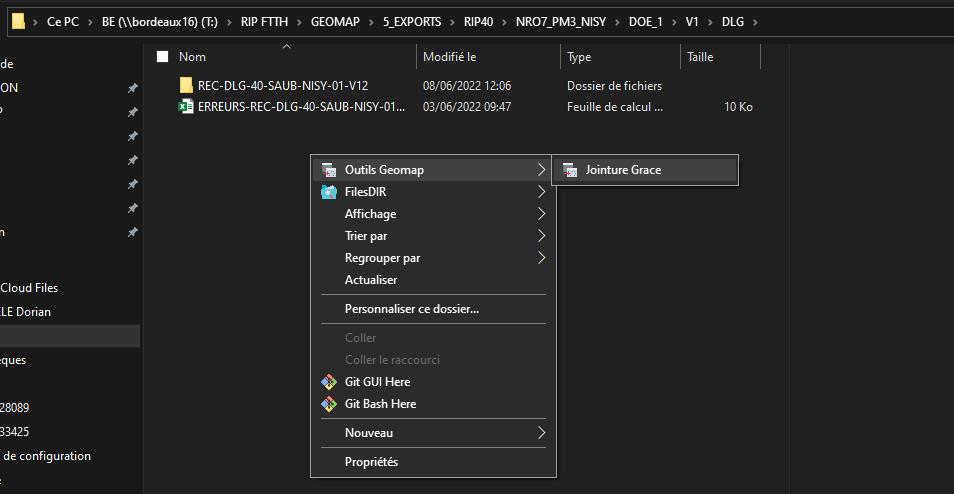 Ce PC > BE (\\bordeaux16) (T:) > RIP FTTH > GEOMAP > 5_EXPORTS > RIP40 > NRO7_PM3_NISY > DOE_1 > V1 > DLG >
Nom Modifié le Type Taille
REC-DLG-40-SAUB-NISY-01-V12 08/06/2022 12:06 Dossier de fichiers
ERREURS-REC-DLG-40-SAUB-NISY-01... 03/06/2022 09:47 Feuille de calcul ... 10 Ko
de
ON
Cloud Files
LE Dorian
èques
28089
33425
de configuration
Outils Geomap
Jointure Grace
FilesDIR
Affichage
Trier par
Regrouper par
Actualiser
Personnaliser ce dossier...
Coller
Coller le raccourci
Git GUI Here
Git Bash Here
Nouveau
Propriétés